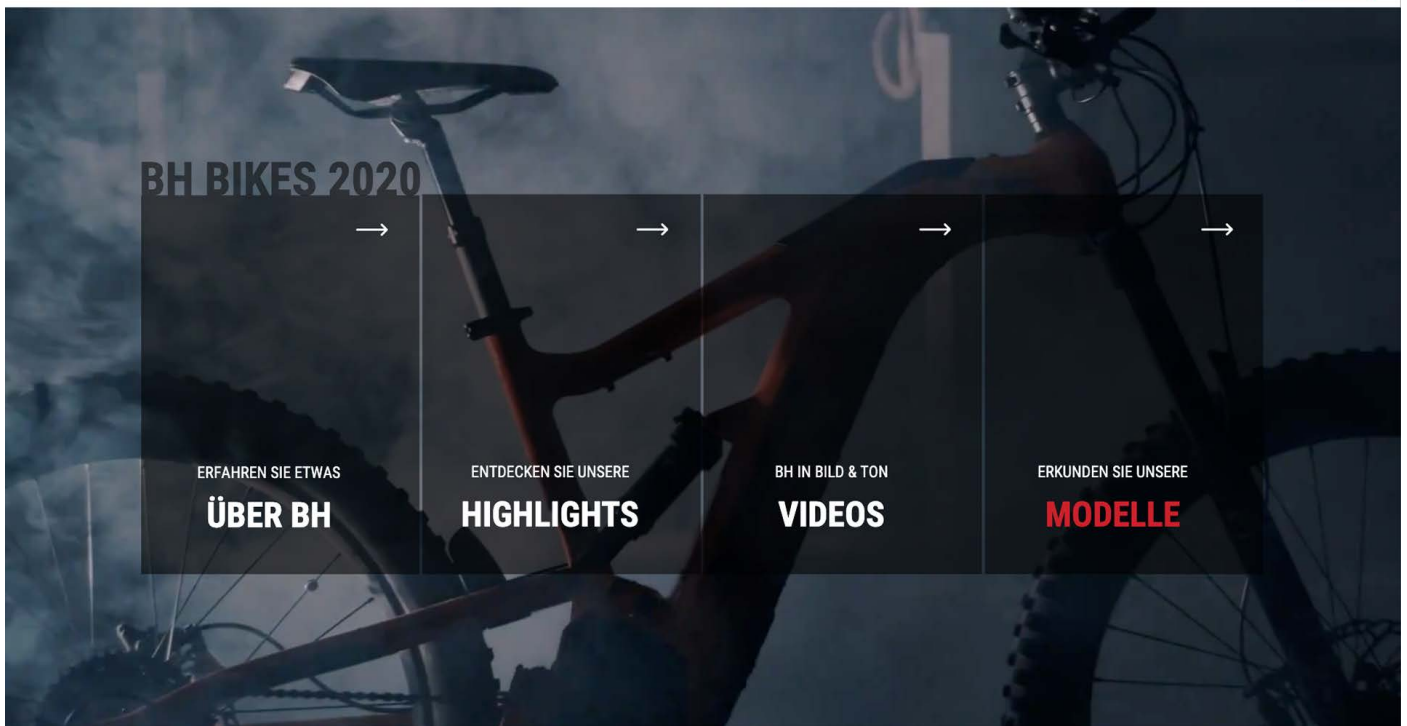 BH BIKES 2020
ERFAHREN SIE ETWAS
ÜBER BH
ENTDECKEN SIE UNSERE
HIGHLIGHTS
BH IN BILD & TON
VIDEOS
ERKUNDEN SIE UNSERE
MODELLE